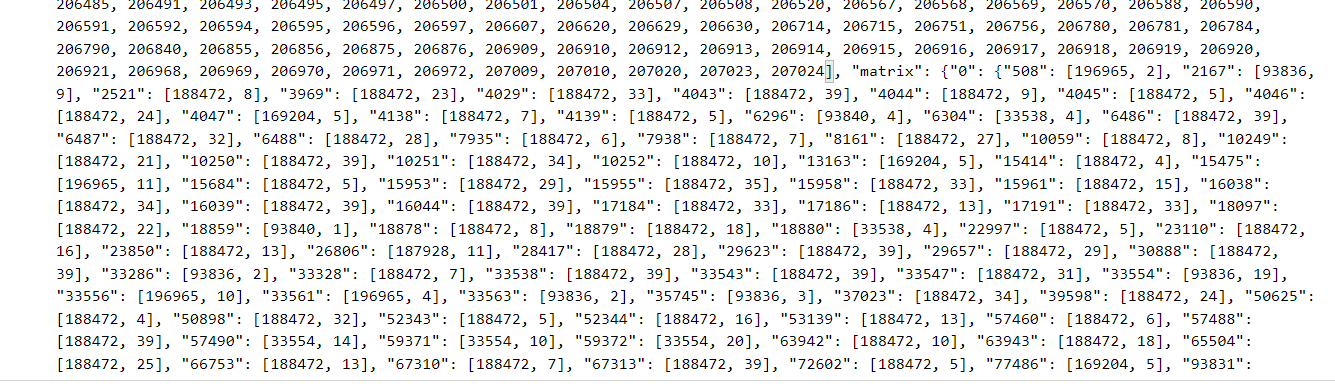 206485, 206491, 206493, 206495, 206497, 206500, 206501, 206504, 206507, 206508, 206520, 206567, 206568, 206569, 206570, 206588, 206590,
206591, 206592, 206594, 206595, 206596, 206597, 206607, 206620, 206629, 206630, 206714, 206715, 206751, 206756, 206780, 206781, 206784,
206790, 206840, 206855, 206856, 206875, 206876, 206909, 206910, 206912, 206913, 206914, 206915, 206916, 206917, 206918, 206919, 206920,
206921, 206968, 206969, 206970, 206971, 206972, 207009, 207010, 207020, 207023, 207024], "matrix": {"0": {"508": [196965, 2], "2167": [93836,
9], "2521": [188472, 8], "3969": [188472, 23], "4029": [188472, 33], "4043": [188472, 39], "4044": [188472, 9], "4045": [188472, 5], "4046":
[188472, 24], "4047": [169204, 5], "4138": [188472, 7], "4139": [188472, 5], "6296": [93840, 4], "6304": [33538, 4], "6486": [188472, 39],
"6487": [188472, 32], "6488": [188472, 28], "7935": [188472, 6], "7938": [188472, 7], "8161": [188472, 27], "10059": [188472, 8], "10249":
[188472, 21], "10250": [188472, 39], "10251": [188472, 34], "10252": [188472, 10], "13163": [169204, 5], "15414": [188472, 4], "15475":
[196965, 11], "15684": [188472, 5], "15953": [188472, 29], "15955": [188472, 35], "15958": [188472, 33], "15961": [188472, 15], "16038":
[188472, 34], "16039": [188472, 39], "16044": [188472, 39], "17184": [188472, 33], "17186": [188472, 13], "17191": [188472, 33], "18097":
[188472, 22], "18859": [93840, 1], "18878": [188472, 8], "18879": [188472, 18], "18880": [33538, 4], "22997": [188472, 5], "23110": [188472,
16], "23850": [188472, 13], "26806": [187928, 11], "28417": [188472, 28], "29623": [188472, 39], "29657": [188472, 29], "30888": [188472,
39], "33286": [93836, 2], "33328": [188472, 7], "33538": [188472, 39], "33543": [188472, 39], "33547": [188472, 31], "33554": [93836, 19],
"33556": [196965, 10], "33561": [196965, 4], "33563": [93836, 2], "35745": [93836, 3], "37023": [188472, 34], "39598": [188472, 24], "50625":
[188472, 4], "50898": [188472, 32], "52343": [188472, 5], "52344": [188472, 16], "53139": [188472, 13], "57460": [188472, 6], "57488":
[188472, 39], "57490": [33554, 14], "59371": [33554, 10], "59372": [33554, 20], "63942": [188472, 10], "63943": [188472, 18], "65504":
[188472, 25], "66753": [188472, 13], "67310": [188472, 7], "67313": [188472, 39], "72602": [188472, 5], "77486": [169204, 5], "93831":